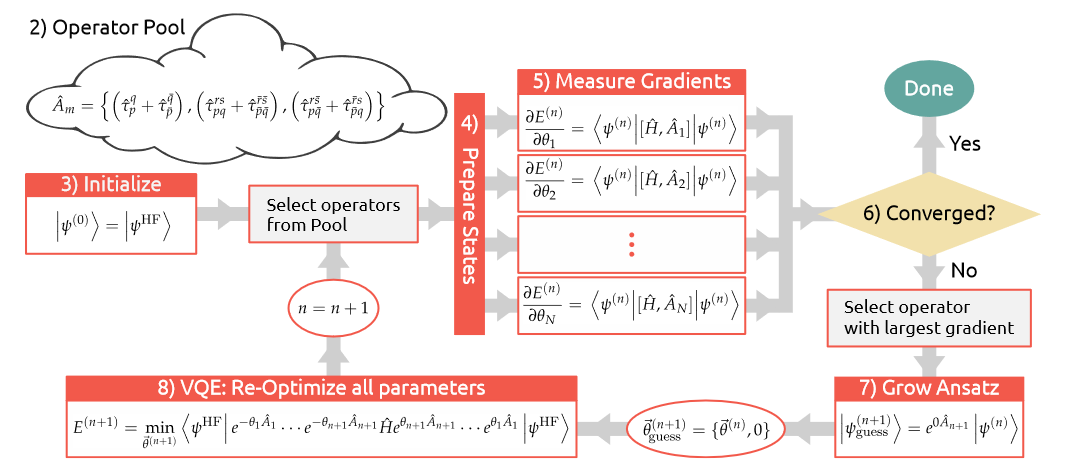 2) Operator Pool
Â_m = { ( τ̂_p^q + τ̂_p̄^q̄ ) , ( τ̂_pq^rs + τ̂_p̄q̄^r̄s̄ ) , ( τ̂_pq̄^rs̄ + τ̂_p̄q^r̄s ) }
3) Initialize
|ψ^(0)⟩ = |ψ^HF⟩
Select operators
from Pool
4) Prepare States
5) Measure Gradients
∂E^(n)/∂θ_1 = ⟨ψ^(n)|[Ĥ, Â_1]|ψ^(n)⟩
∂E^(n)/∂θ_2 = ⟨ψ^(n)|[Ĥ, Â_2]|ψ^(n)⟩
⋮
∂E^(n)/∂θ_N = ⟨ψ^(n)|[Ĥ, Â_N]|ψ^(n)⟩
Done
Yes
6) Converged?
No
Select operator
with largest gradient
7) Grow Ansatz
|ψ_guess^(n+1)⟩ = e^{0Â_{n+1}} |ψ^(n)⟩
θ⃗_guess^(n+1) = {θ⃗^(n), 0}
8) VQE: Re-Optimize all parameters
E^(n+1) = min_{θ⃗^(n+1)} ⟨ψ^HF| e^{−θ_1Â_1} ⋯ e^{−θ_{n+1}Â_{n+1}} Ĥ e^{θ_{n+1}Â_{n+1}} ⋯ e^{θ_1Â_1} |ψ^HF⟩
n = n + 1